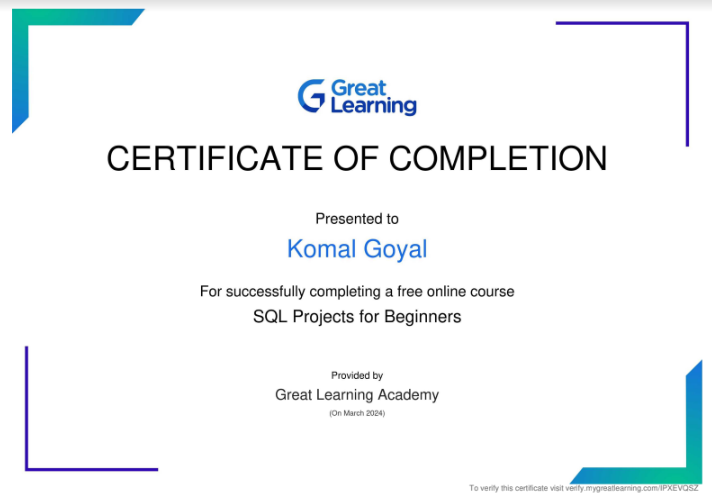 Great
Learning
CERTIFICATE OF COMPLETION
Presented to
Komal Goyal
For successfully completing a free online course
SQL Projects for Beginners
Provided by
Great Learning Academy
(On March 2024)
To verify this certificate visit verify.mygreatlearning.com/IPXEVQSZ